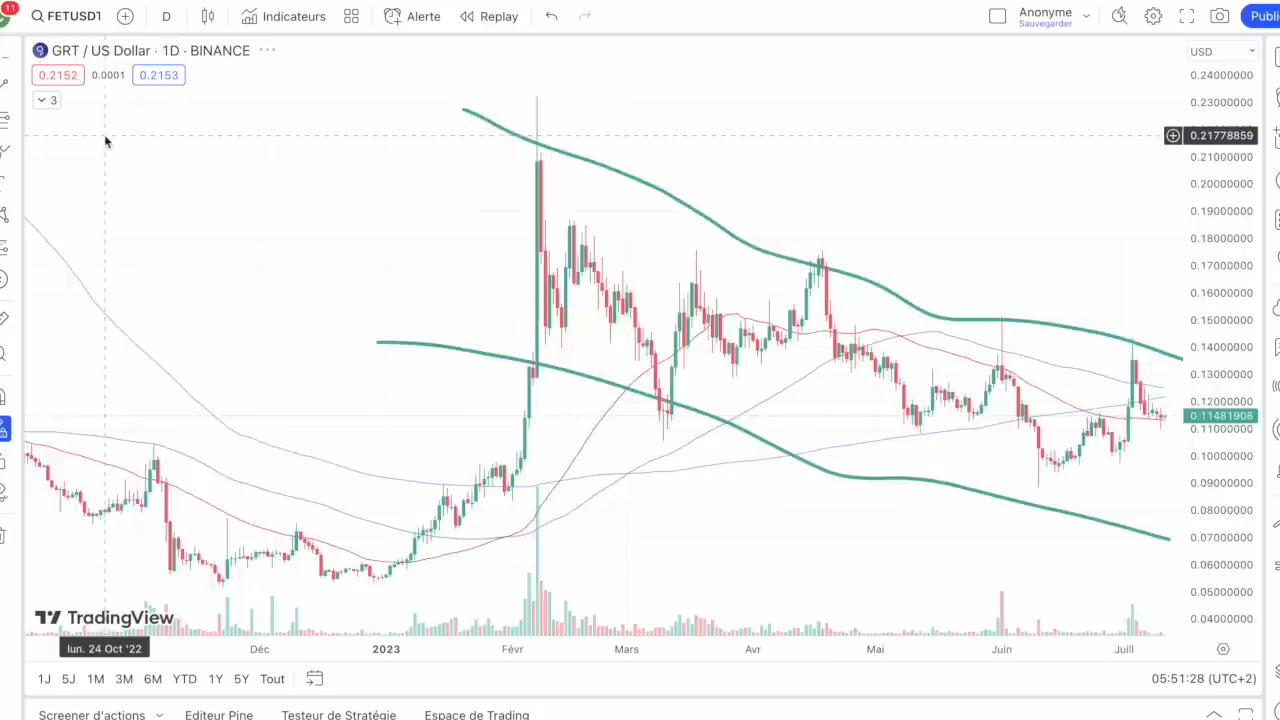 11
FETUSDT
D
Indicateurs
Alerte
Replay
Anonyme
Sauvegarder
Publi
GRT / US Dollar · 1D · BINANCE
USD
0.2152
0.0001
0.2153
3
0.24000000
0.23000000
0.21778859
0.21000000
0.20000000
0.19000000
0.18000000
0.17000000
0.16000000
0.15000000
0.14000000
0.13000000
0.12000000
0.11481908
0.11000000
0.10000000
0.09000000
0.08000000
0.07000000
0.06000000
0.05000000
0.04000000
TradingView
lun. 24 Oct '22
Déc
2023
Févr
Mars
Avr
Mai
Juin
Juill
1J 5J 1M 3M 6M YTD 1Y 5Y Tout
05:51:28 (UTC+2)
Screener d'actions
Editeur Pine
Testeur de Stratégie
Espace de Trading